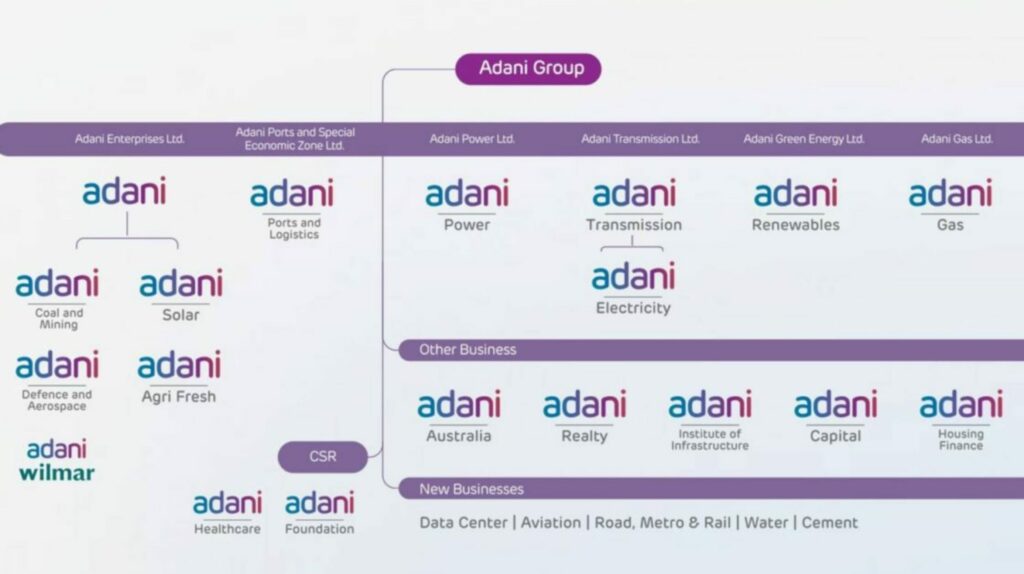 Adani Group
Adani Enterprises Ltd.
Adani Ports and Special
Economic Zone Ltd.
Adani Power Ltd.
Adani Transmission Ltd.
Adani Green Energy Ltd.
Adani Gas Ltd.
adani
adani
Ports and
Logistics
adani
Power
adani
Transmission
adani
Renewables
adani
Gas
adani
Electricity
adani
Coal and
Mining
adani
Solar
adani
Defence and
Aerospace
adani
Agri Fresh
adani
wilmar
Other Business
adani
Australia
adani
Realty
adani
Institute of
Infrastructure
adani
Capital
adani
Housing
Finance
CSR
adani
Healthcare
adani
Foundation
New Businesses
Data Center | Aviation | Road, Metro & Rail | Water | Cement